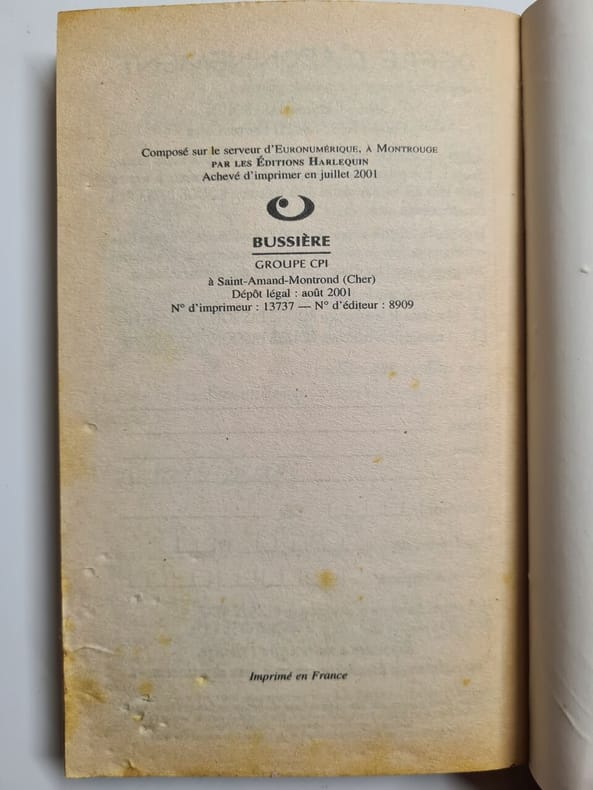 Composé sur le serveur d'EURONUMÉRIQUE, À MONTROUGE
PAR LES ÉDITIONS HARLEQUIN
Achevé d'imprimer en juillet 2001
BUSSIÈRE
GROUPE CPI
à Saint-Amand-Montrond (Cher)
Dépôt légal : août 2001
N° d'imprimeur : 13737 — N° d'éditeur : 8909
Imprimé en France